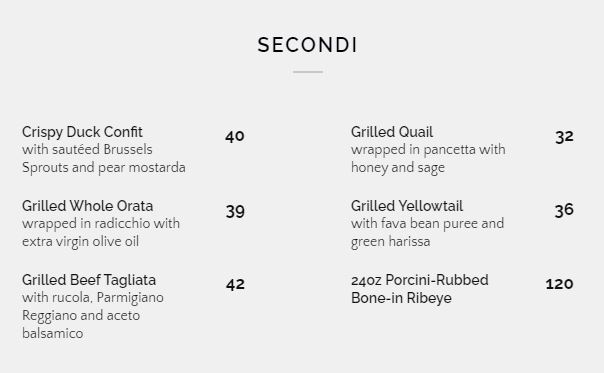 SECONDI
Crispy Duck Confit 40
with sautéed Brussels
Sprouts and pear mostarda
Grilled Whole Orata 39
wrapped in radicchio with
extra virgin olive oil
Grilled Beef Tagliata 42
with rucola, Parmigiano
Reggiano and aceto
balsamico
Grilled Quail 32
wrapped in pancetta with
honey and sage
Grilled Yellowtail 36
with fava bean puree and
green harissa
24oz Porcini-Rubbed 120
Bone-in Ribeye